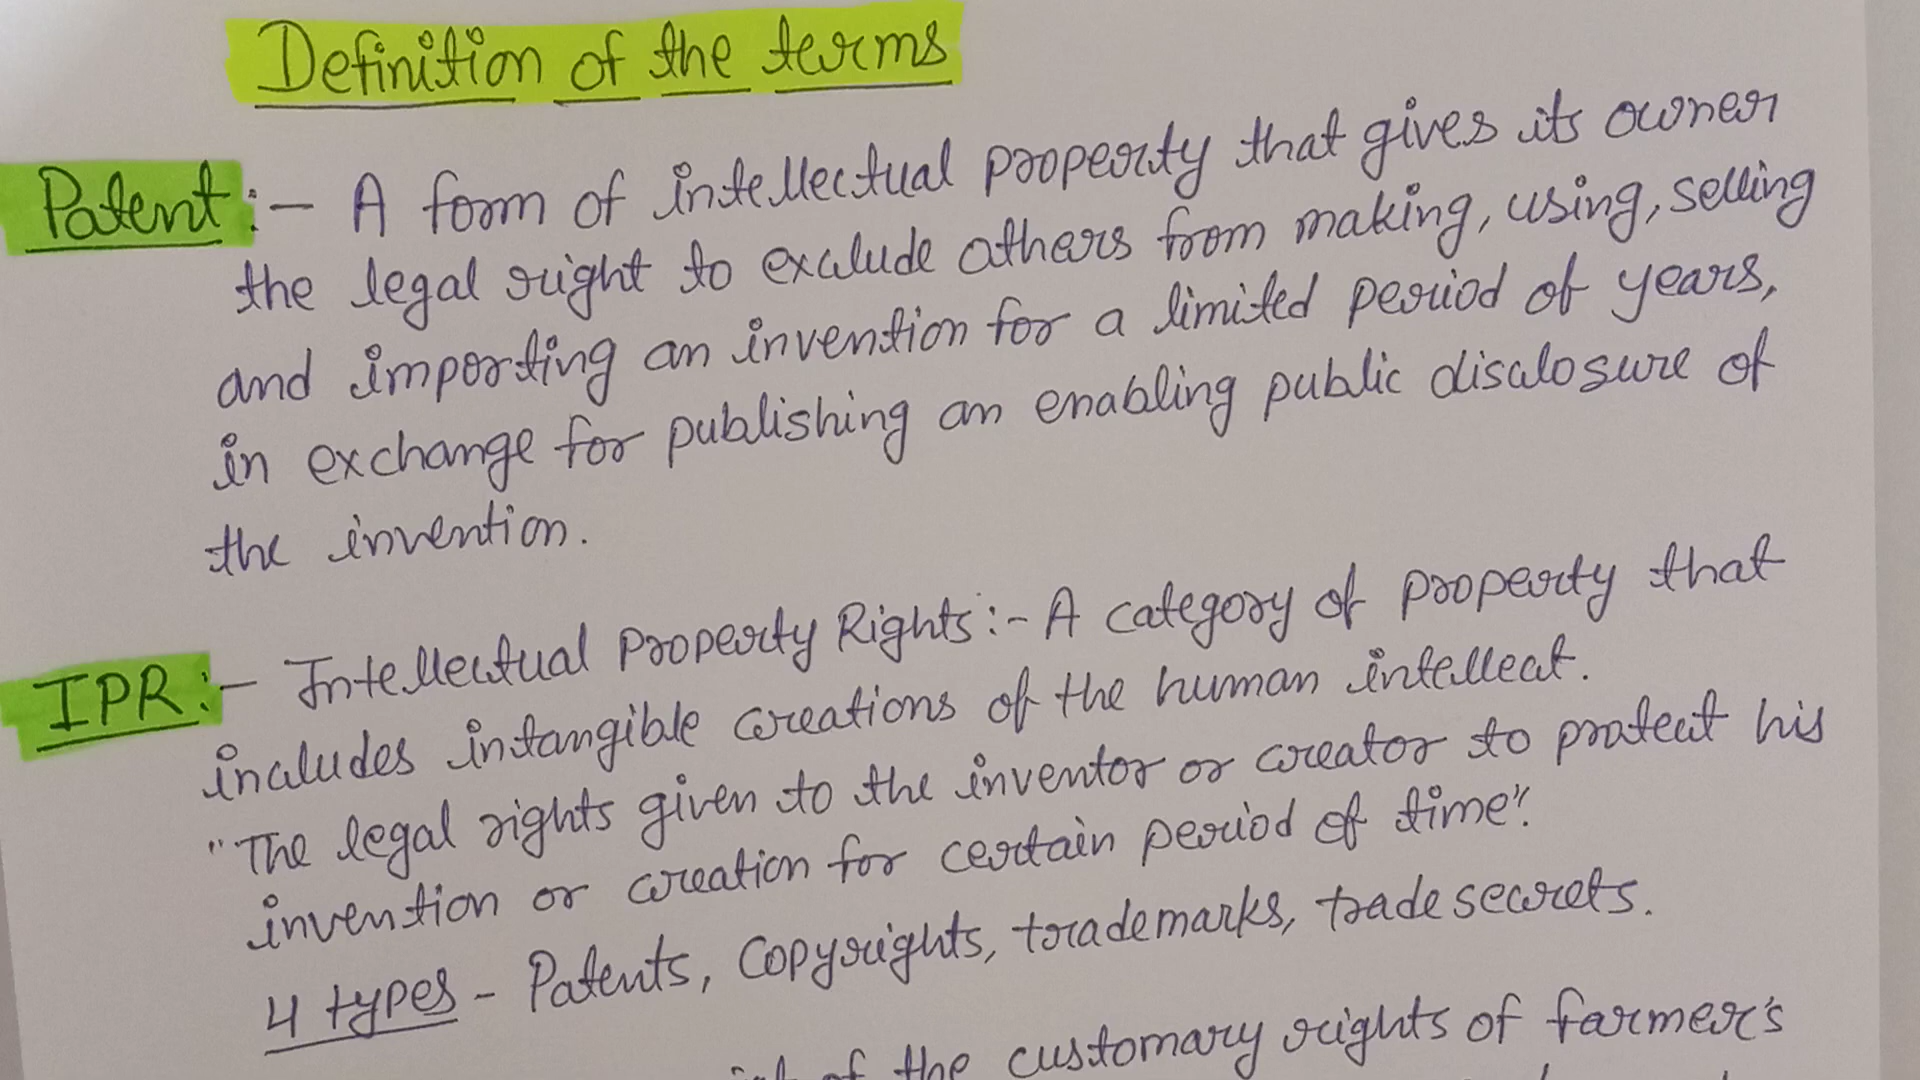 Definition of the terms
Patent :- A form of intellectual property that gives its owner
the legal right to exclude others from making, using, selling
and importing an invention for a limited period of years,
in exchange for publishing an enabling public disclosure of
the invention.
IPR :- Intellectual Property Rights :- A category of property that
includes intangible creations of the human intellect.
"The legal rights given to the inventor or creator to protect his
invention or creation for certain period of time".
4 types - Patents, Copyrights, trademarks, trade secrets.
of the customary rights of farmer's